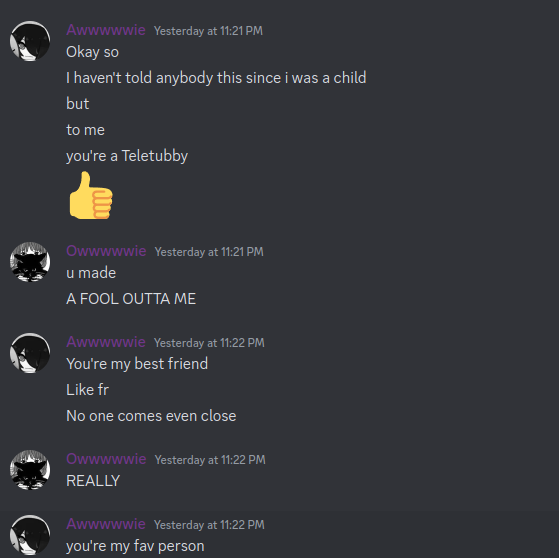 Awwwwwie Yesterday at 11:21 PM
Okay so
I haven't told anybody this since i was a child
but
to me
you're a Teletubby
Owwwwwie Yesterday at 11:21 PM
u made
A FOOL OUTTA ME
Awwwwwie Yesterday at 11:22 PM
You're my best friend
Like fr
No one comes even close
Owwwwwie Yesterday at 11:22 PM
REALLY
Awwwwwie Yesterday at 11:22 PM
you're my fav person